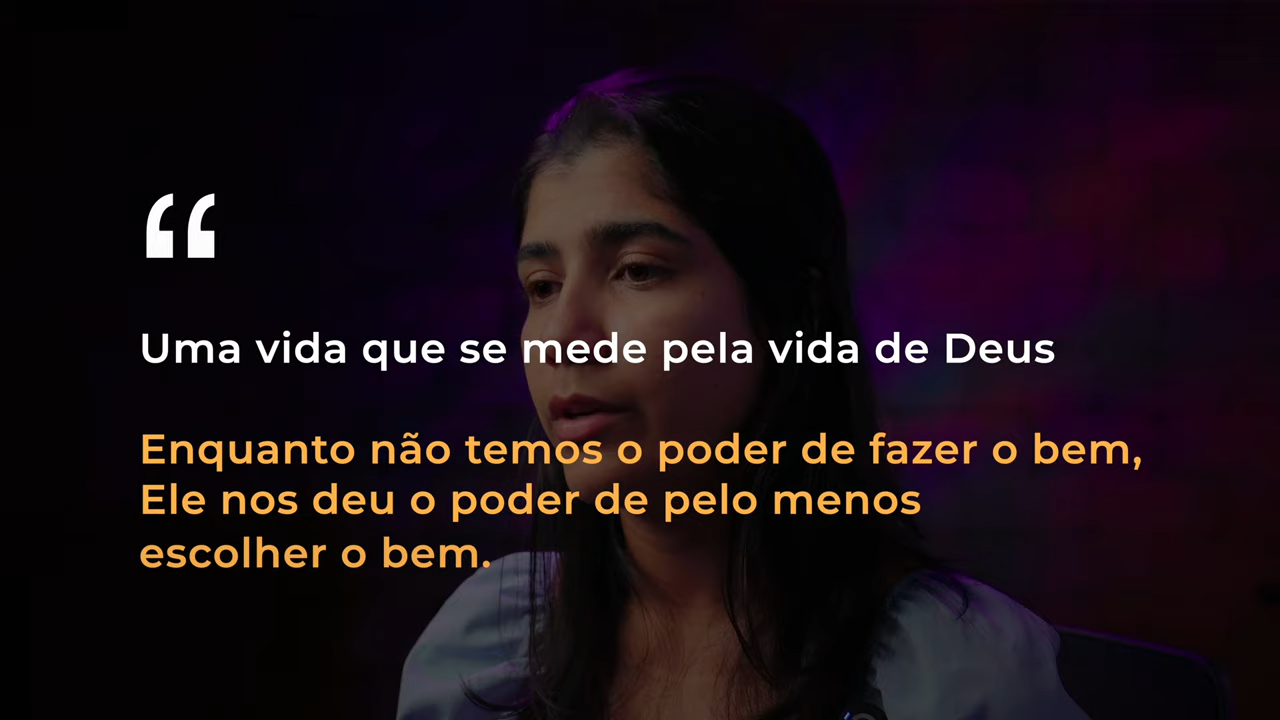 “
Uma vida que se mede pela vida de Deus
Enquanto não temos o poder de fazer o bem,
Ele nos deu o poder de pelo menos
escolher o bem.